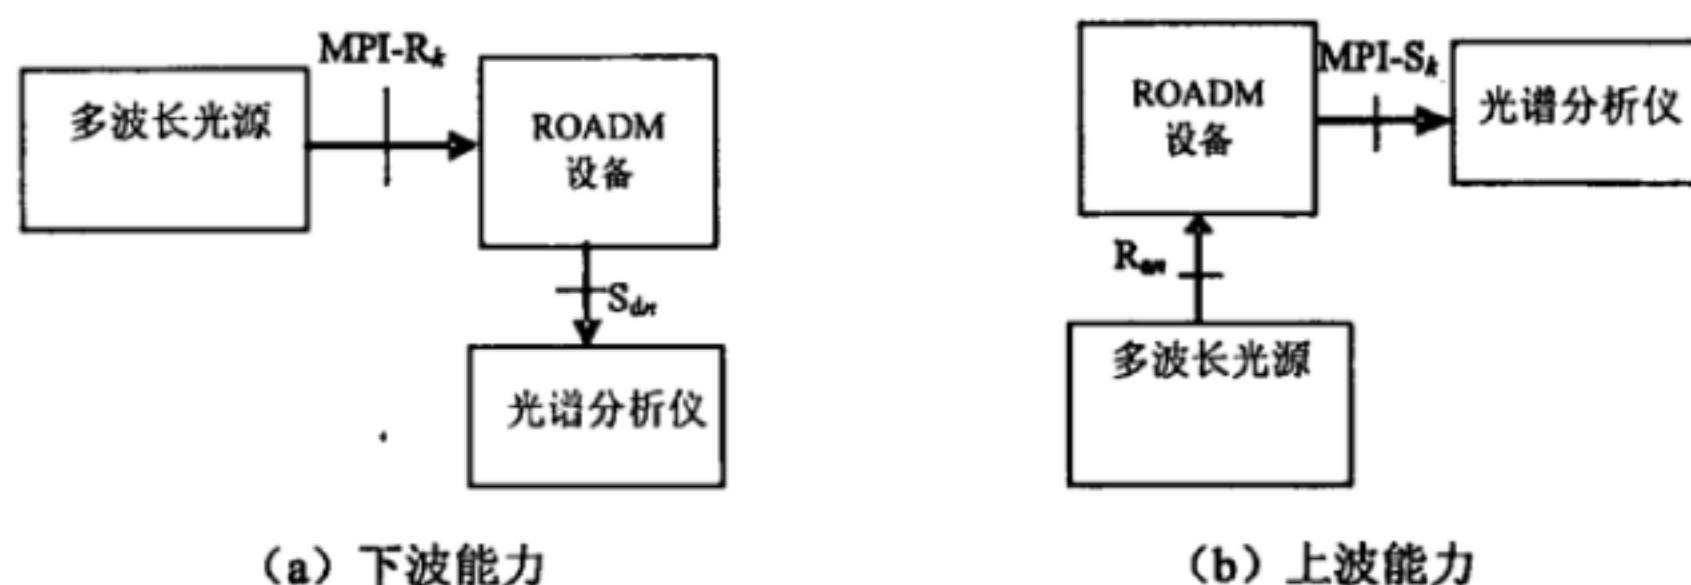 MPI-Rk
多波长光源
ROADM
设备
Sdn
光谱分析仪
(a)下波能力
ROADM
设备
MPI-Sk
光谱分析仪
Ran
多波长光源
(b)上波能力